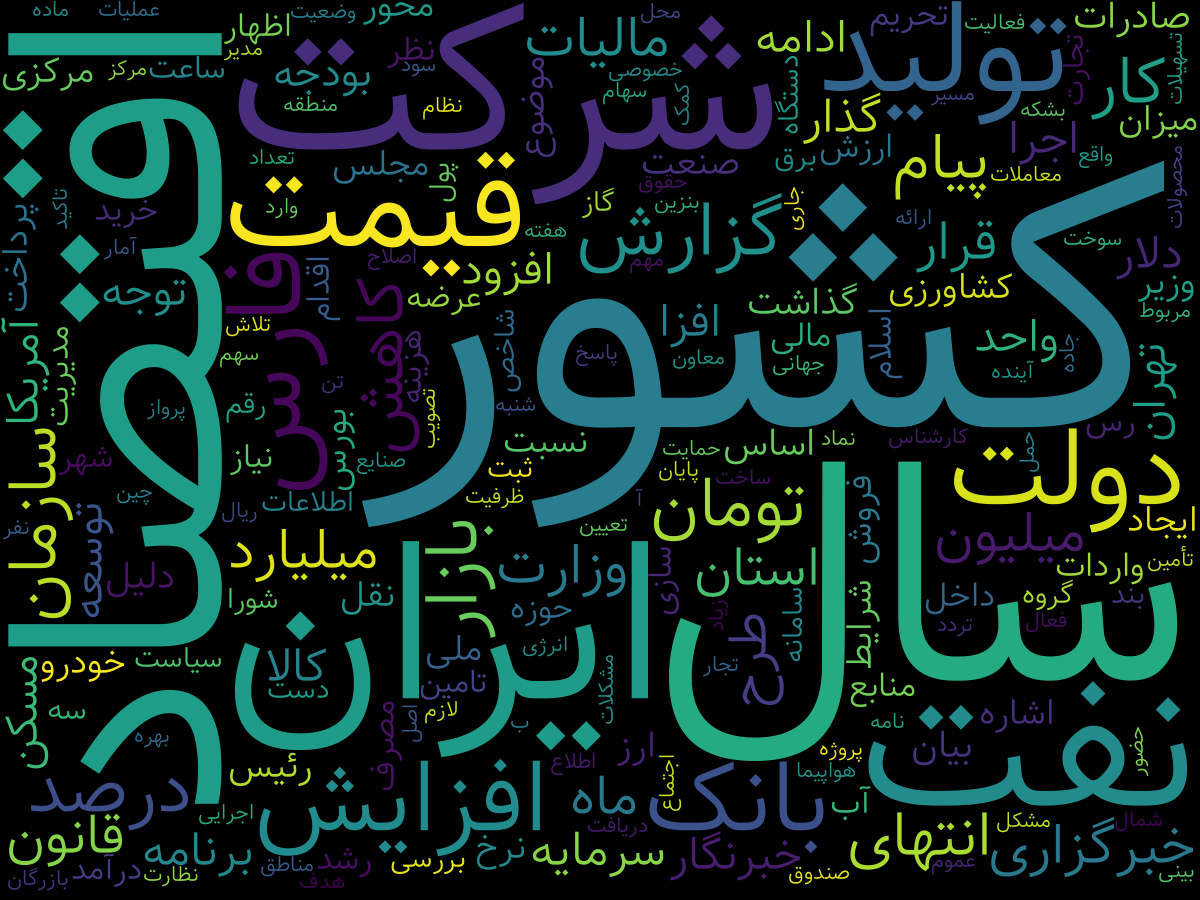 کشور
اقتصاد
سال
ایران
شرکت
تولید
قیمت
نفت
دولت
افزایش
بانک
گزارش
تومان
استان
وزارت
بازار
میلیارد
میلیون
سازمان
فارس
کاهش
درصد
ماه
کالا
طرح
خبرگزاری
خبرنگار
انتهای
پیام
سرمایه
برنامه
قانون
مسکن
خودرو
آمریکا
تهران
واحد
قرار
کار
صادرات
مالیات
ادامه
بودجه
مرکزی
اظهار
ساعت
محور
وضعیت
عملیات
ماده
مدیر
مرکز
نظر
سود
نظام
منطقه
محل
خصوصی
سهام
کمک
موضوع
دستگاه
تحریم
فعالیت
تجارت
تسهیلات
مسیر
بشکه
میزان
گذار
اجرا
واقع
ارزش
برق
صنعت
حقوق
بنزین
مجلس
پول
تعداد
وارد
گاز
هفته
جاری
معاملات
محصولات
ارائه
سوخت
دلار
وزیر
مربوط
کشاورزی
گذاشت
افزود
عرضه
اصلاح
اقدام
مهم
توجه
آمار
خرید
تاکید
پرداخت
مدیریت
تلاش
سهم
رقم
پرواز
تن
هزینه
تصویب
شاخص
شنبه
پاسخ
معاون
افزا
مالی
جهانی
اسلام
آینده
جاده
بورس
نیاز
شهر
صنایع
نسبت
ثبت
ظرفیت
حمایت
پایان
اساس
نماد
کارشناس
رس
حمل
ساخت
آ
تعیین
فروش
ایجاد
تأمین
واردات
بند
گروه
فعال
داخل
تردد
شرایط
سامانه
سازی
زیاد
تجار
اطلاعات
ریال
چین
نفر
توسعه
دلیل
شورا
نقل
حوزه
انرژی
ملی
تامین
لازم
اصل
مصرف
دست
سیاست
سه
بهره
رئیس
مشکلات
ب
ارز
اطلاع
اجتماع
پروژه
هواپیما
منابع
نامه
بیان
اشاره
حضور
آب
مشکل
شمال
عموم
بینی
صندوق
دریافت
نرخ
بررسی
رشد
هدف
مناطق
اجرایی
نظارت
درآمد
بازرگان